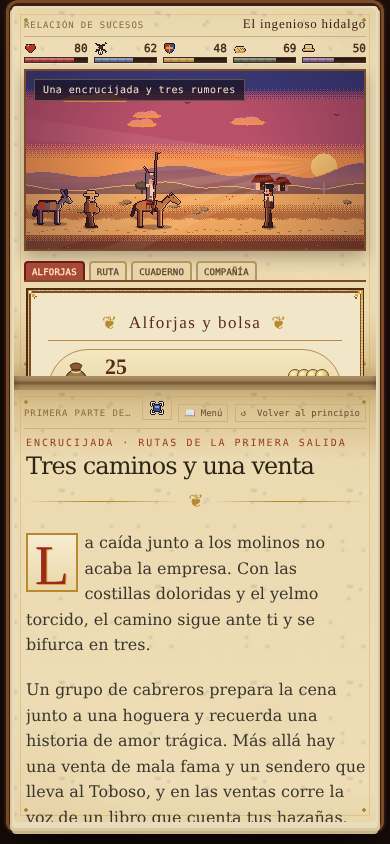 RELACIÓN DE SUCESOS
El ingenioso hidalgo
80 62 48 69 50
Una encrucijada y tres rumores
ALFORJAS RUTA CUADERNO COMPAÑÍA
❦ Alforjas y bolsa ❦
25
PRIMERA PARTE DE…
📖 Menú
↺ Volver al principio
ENCRUCIJADA · RUTAS DE LA PRIMERA SALIDA
Tres caminos y una venta
La caída junto a los molinos no
acaba la empresa. Con las
costillas doloridas y el yelmo
torcido, el camino sigue ante ti y se
bifurca en tres.
Un grupo de cabreros prepara la cena
junto a una hoguera y recuerda una
historia de amor trágica. Más allá hay
una venta de mala fama y un sendero que
lleva al Toboso, y en las ventas corre la
voz de un libro que cuenta tus hazañas.